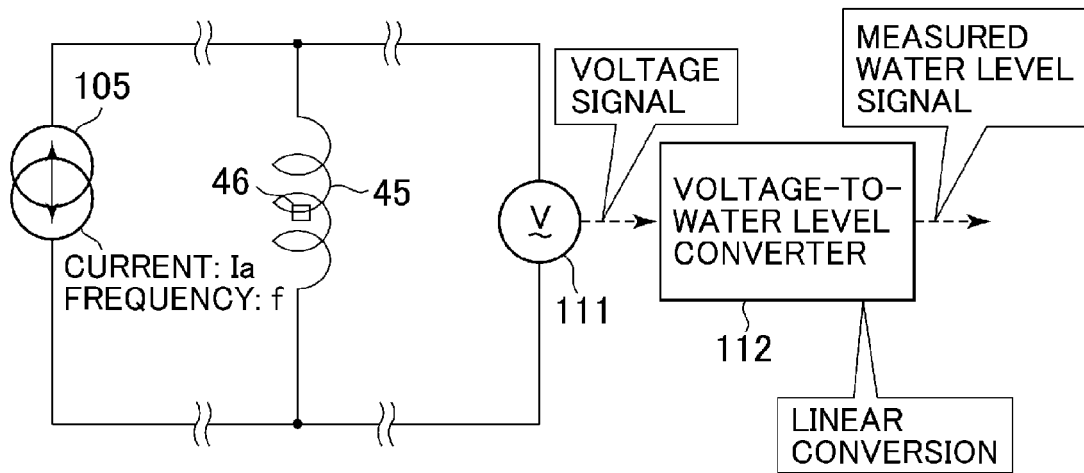 105
CURRENT: Ia
FREQUENCY: f
46
45
V
~
111
VOLTAGE
SIGNAL
VOLTAGE-TO-
WATER LEVEL
CONVERTER
112
MEASURED
WATER LEVEL
SIGNAL
LINEAR
CONVERSION